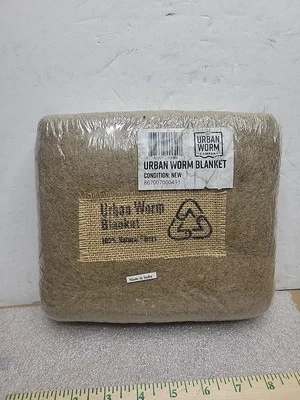 URBAN
WORM
URBAN WORM BLANKET
CONDITION: NEW
Urban Worm
Blanket
100% Natural Fibers
Made in India